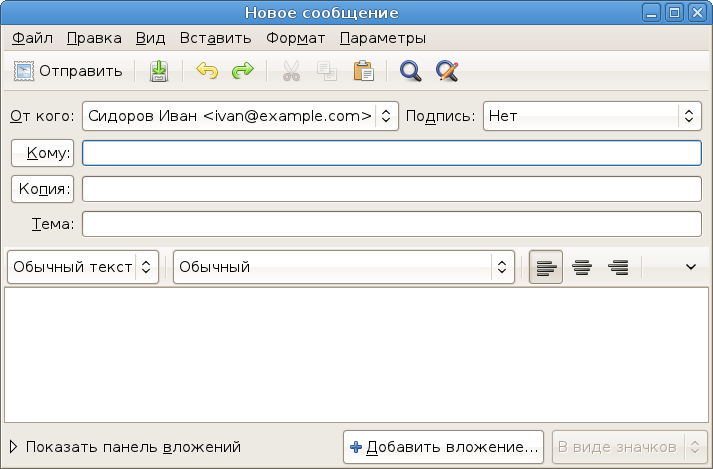 Новое сообщение
Файл Правка Вид Вставить Формат Параметры
Отправить
От кого: Сидоров Иван <ivan@example.com> Подпись: Нет
Кому:
Копия:
Тема:
Обычный текст Обычный
Показать панель вложений Добавить вложение... В виде значков